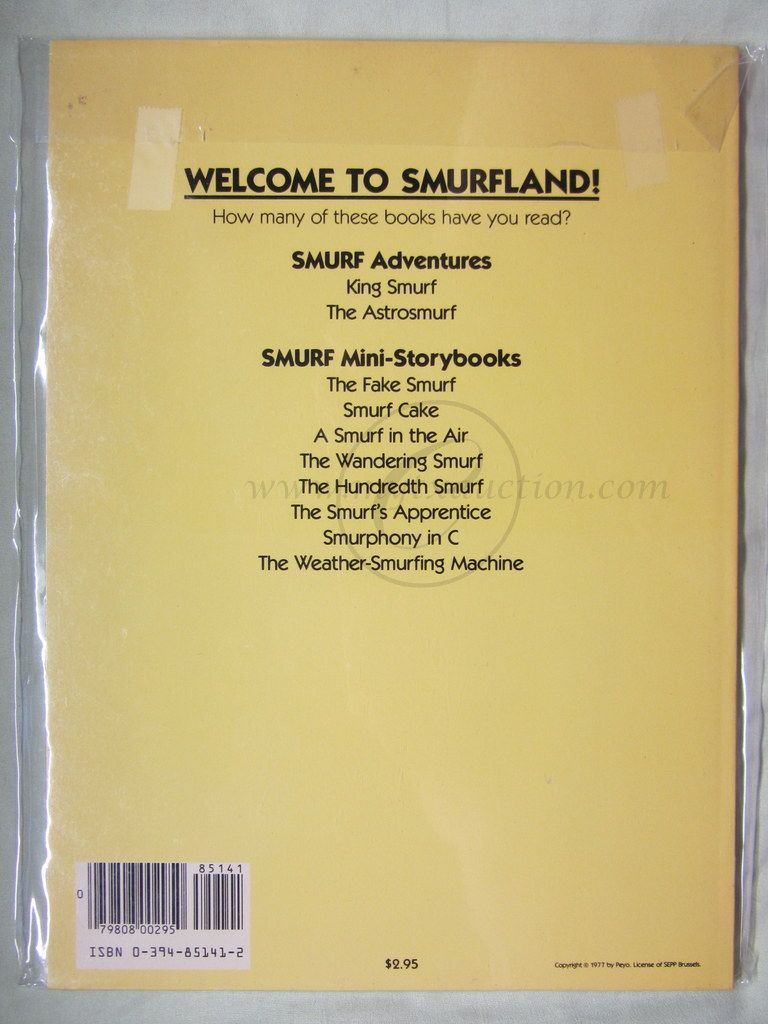 WELCOME TO SMURFLAND!
How many of these books have you read?
SMURF Adventures
King Smurf
The Astrosmurf
SMURF Mini-Storybooks
The Fake Smurf
Smurf Cake
A Smurf in the Air
The Wandering Smurf
The Hundredth Smurf
The Smurf's Apprentice
Smurphony in C
The Weather-Smurfing Machine
85141
0
79808 00295
ISBN 0-394-85141-2
$2.95
Copyright © 1977 by Peyo. License of SEPP Brussels.